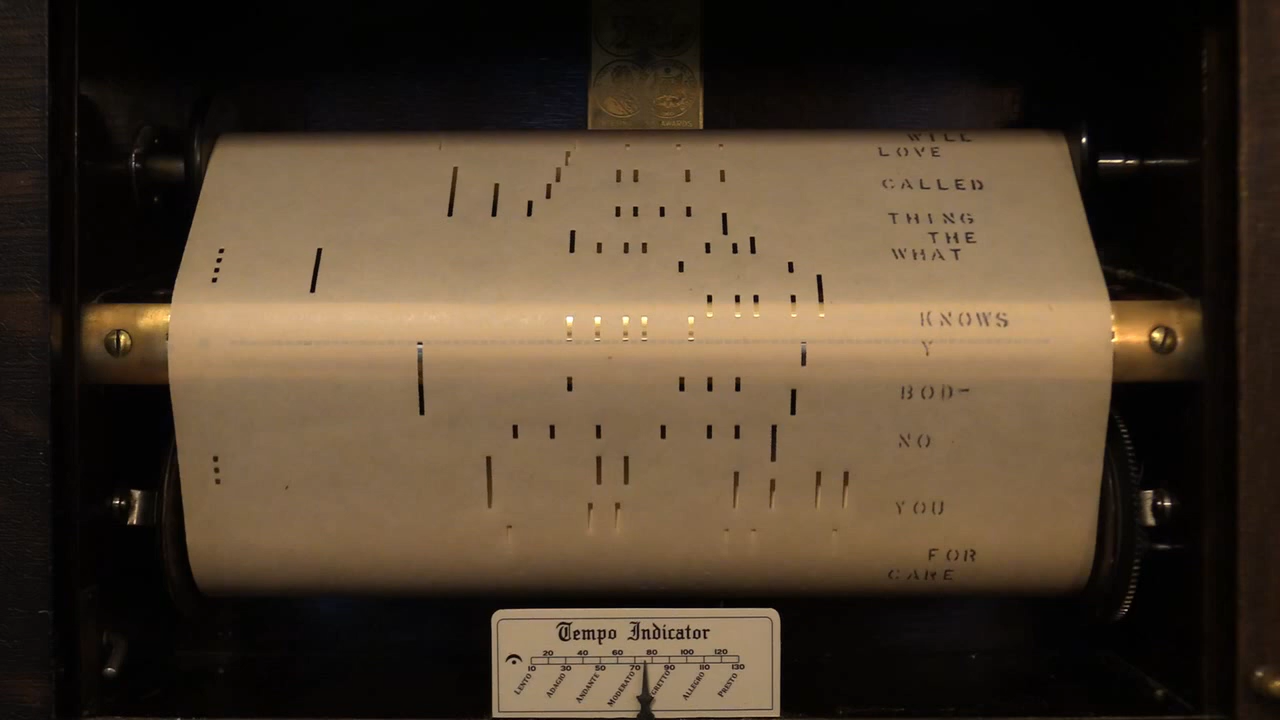 WILL
LOVE
CALLED
THING
THE
WHAT
KNOWS
Y
BOD-
NO
YOU
FOR
CARE
Tempo Indicator
20 40 60 80 100 120
10 30 50 70 90 110 130
LENTO ADAGIO ANDANTE MODERATO ALLEGRO PRESTO